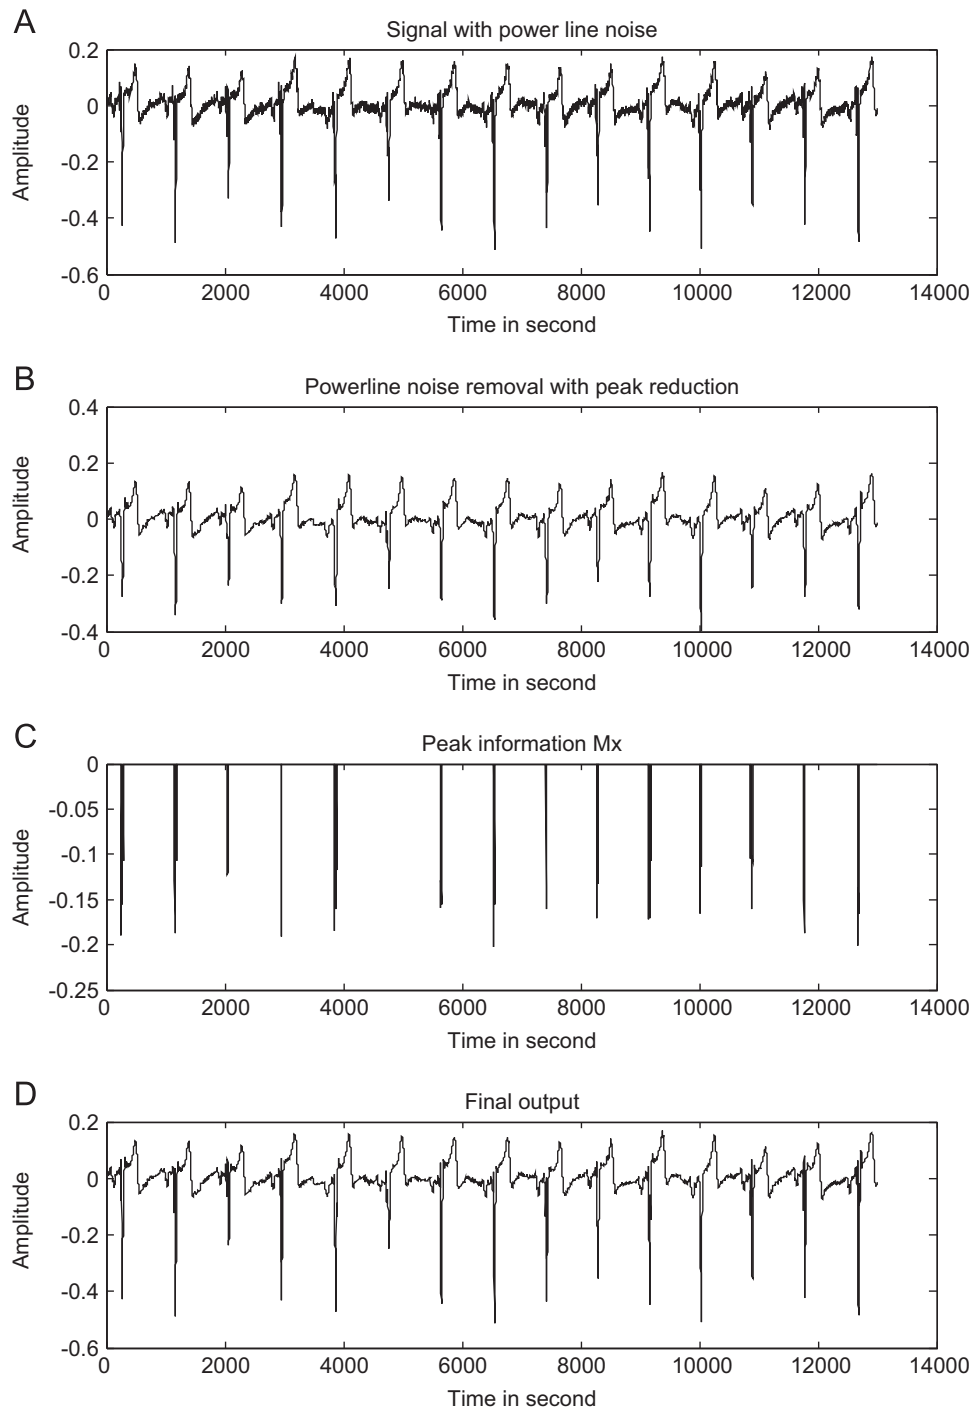 A
Signal with power line noise
0.2
0
-0.2
-0.4
-0.6
Amplitude
0 2000 4000 6000 8000 10000 12000 14000
Time in second
B
Powerline noise removal with peak reduction
0.4
0.2
0
-0.2
-0.4
Amplitude
0 2000 4000 6000 8000 10000 12000 14000
Time in second
C
Peak information Mx
0
-0.05
-0.1
-0.15
-0.2
-0.25
Amplitude
0 2000 4000 6000 8000 10000 12000 14000
Time in second
D
Final output
0.2
0
-0.2
-0.4
-0.6
Amplitude
0 2000 4000 6000 8000 10000 12000 14000
Time in second